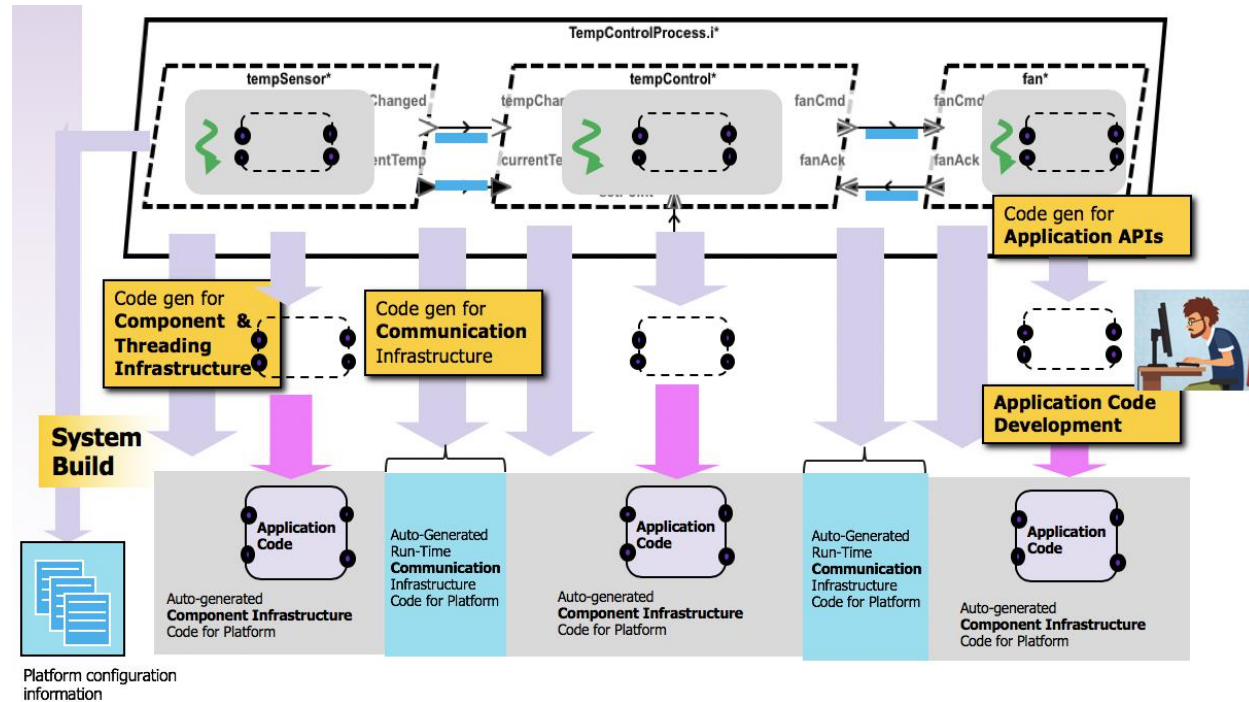 TempControlProcess.i*
tempSensor*
tempControl*
fan*
Changed
tempChan
fanCmd
fanCmd
entTemp
currentTe
fanAck
fanAck
Code gen for
Application APIs
Code gen for
Component &
Threading
Infrastructure
Code gen for
Communication
Infrastructure
Application Code
Development
System
Build
Application
Code
Auto-Generated
Run-Time
Communication
Infrastructure
Code for Platform
Application
Code
Auto-Generated
Run-Time
Communication
Infrastructure
Code for Platform
Application
Code
Auto-generated
Component Infrastructure
Code for Platform
Auto-generated
Component Infrastructure
Code for Platform
Auto-generated
Component Infrastructure
Code for Platform
Platform configuration
information